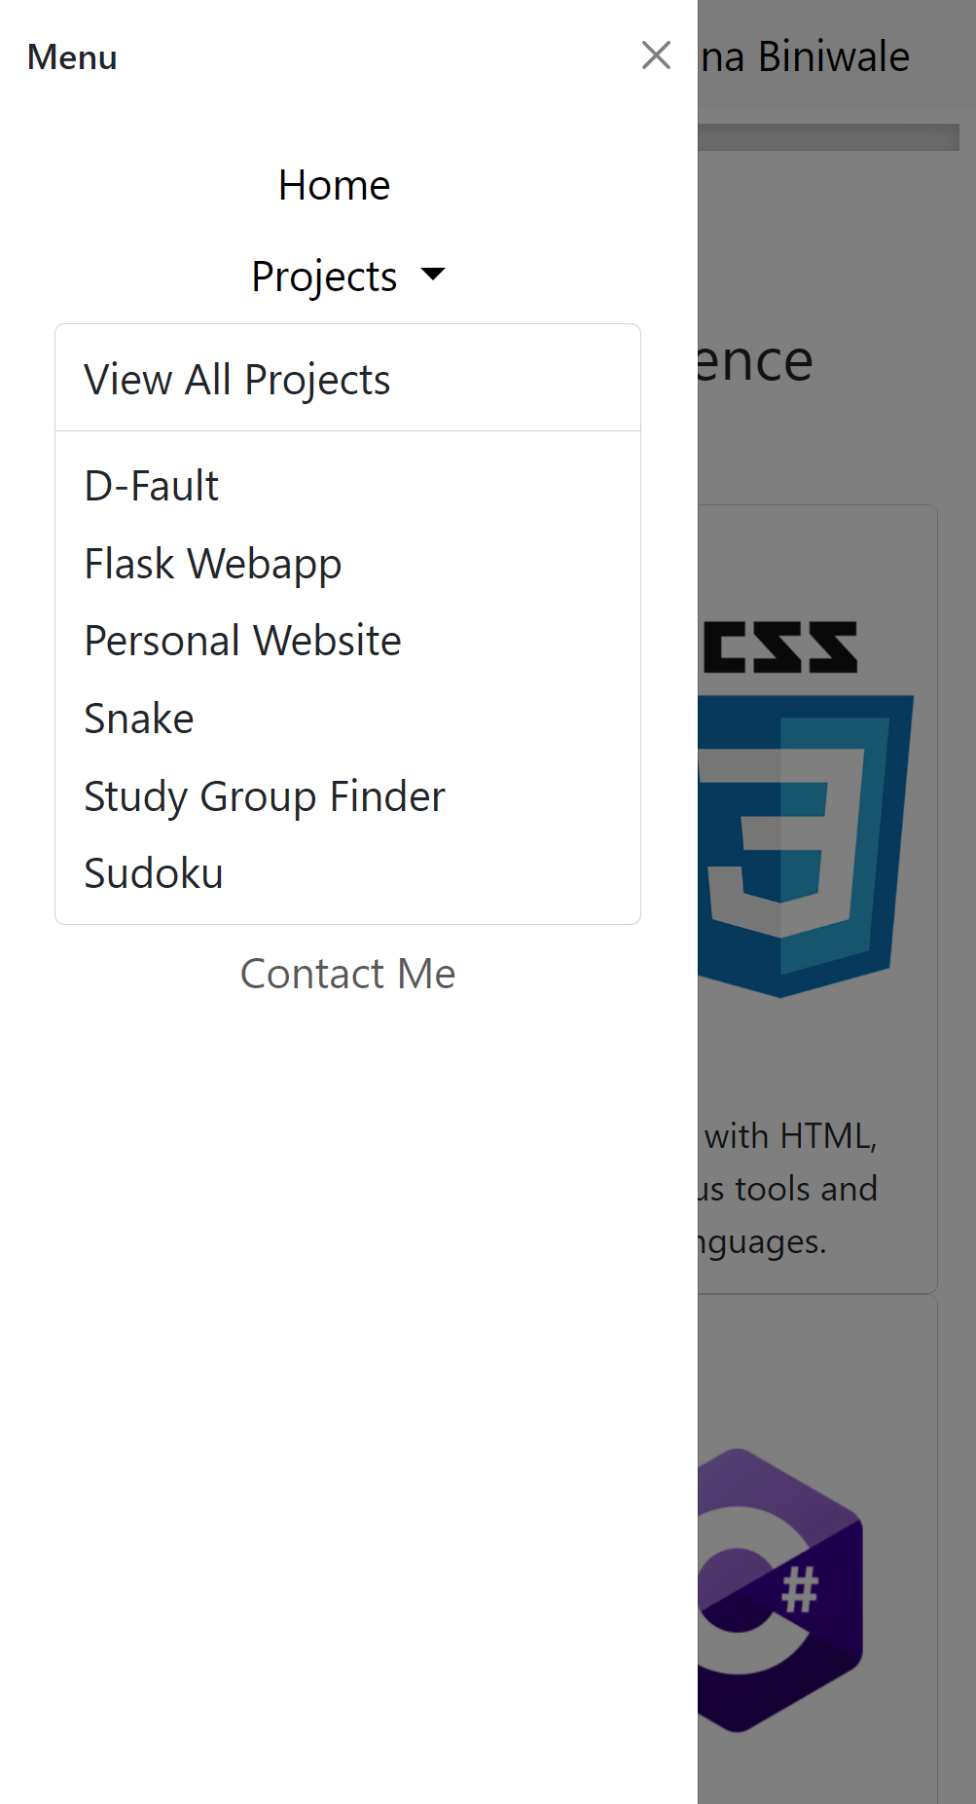 Menu
na Biniwale
Home
Projects
ence
View All Projects
D-Fault
Flask Webapp
Personal Website
Snake
Study Group Finder
Sudoku
Contact Me
CSS
3
with HTML,
us tools and
nguages.
C#